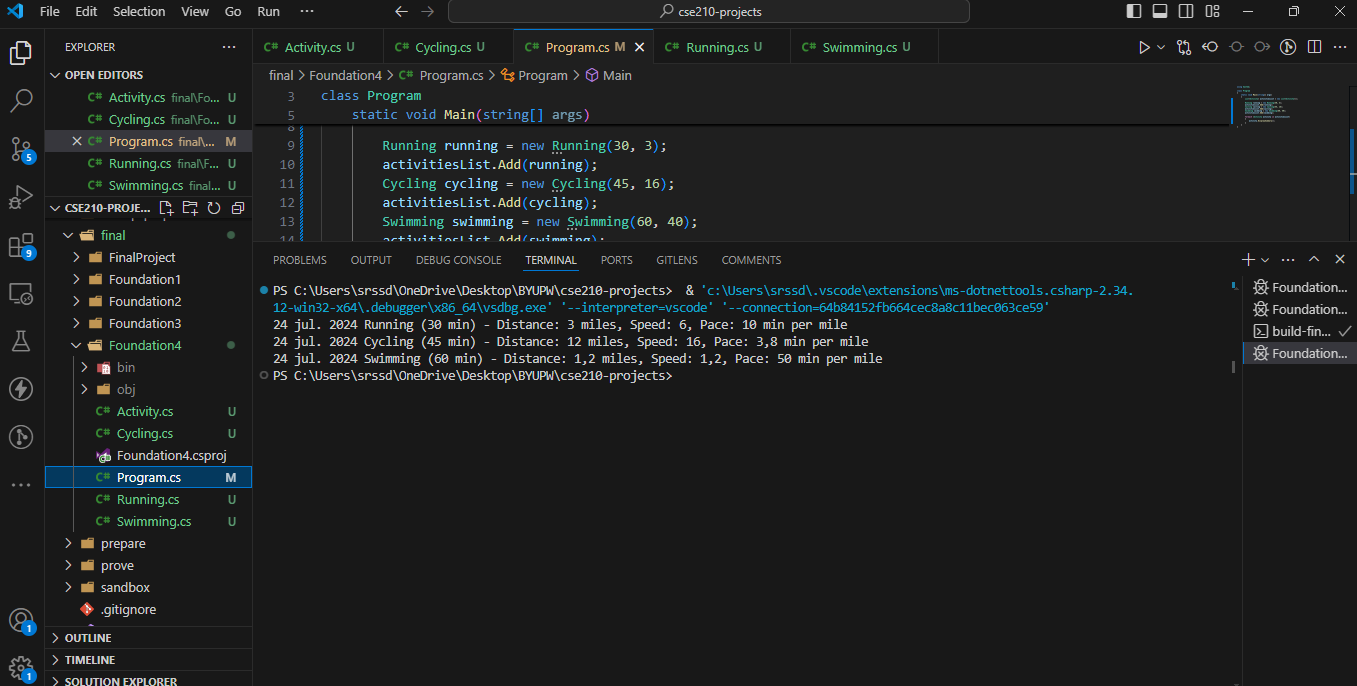 File Edit Selection View Go Run ···
cse210-projects
EXPLORER
OPEN EDITORS
Activity.cs final\Fo... U
Cycling.cs final\Fo... U
Program.cs final\... M
Running.cs final\F... U
Swimming.cs final... U
CSE210-PROJE...
final
FinalProject
Foundation1
Foundation2
Foundation3
Foundation4
bin
obj
C# Activity.cs U
C# Cycling.cs U
Foundation4.csproj
C# Program.cs M
C# Running.cs U
C# Swimming.cs U
prepare
prove
sandbox
.gitignore
OUTLINE
TIMELINE
SOLUTION EXPLORER
5
9
1
1
C# Activity.cs U C# Cycling.cs U C# Program.cs M C# Running.cs U C# Swimming.cs U
final > Foundation4 > C# Program.cs > Program > Main
3 class Program
5 static void Main(string[] args)
8
9 Running running = new Running(30, 3);
10 activitiesList.Add(running);
11 Cycling cycling = new Cycling(45, 16);
12 activitiesList.Add(cycling);
13 Swimming swimming = new Swimming(60, 40);
14 activitiesList.Add(swimming);
PROBLEMS OUTPUT DEBUG CONSOLE TERMINAL PORTS GITLENS COMMENTS
PS C:\Users\srssd\OneDrive\Desktop\BYUPW\cse210-projects> & 'c:\Users\srssd\.vscode\extensions\ms-dotnettools.csharp-2.34.
12-win32-x64\.debugger\x86_64\vsdbg.exe' '--interpreter=vscode' '--connection=64b84152fb664cec8a8c11bec063ce59'
24 jul. 2024 Running (30 min) - Distance: 3 miles, Speed: 6, Pace: 10 min per mile
24 jul. 2024 Cycling (45 min) - Distance: 12 miles, Speed: 16, Pace: 3,8 min per mile
24 jul. 2024 Swimming (60 min) - Distance: 1,2 miles, Speed: 1,2, Pace: 50 min per mile
PS C:\Users\srssd\OneDrive\Desktop\BYUPW\cse210-projects>
Foundation...
Foundation...
build-fin...
Foundation...